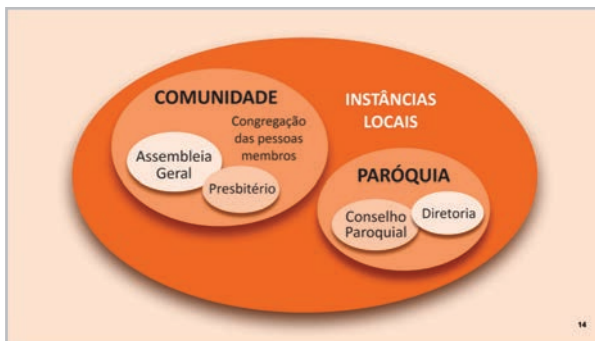 COMUNIDADE
Congregação
das pessoas
membros
Assembleia
Geral
Presbitério
INSTÂNCIAS
LOCAIS
PARÓQUIA
Conselho
Paroquial
Diretoria
14